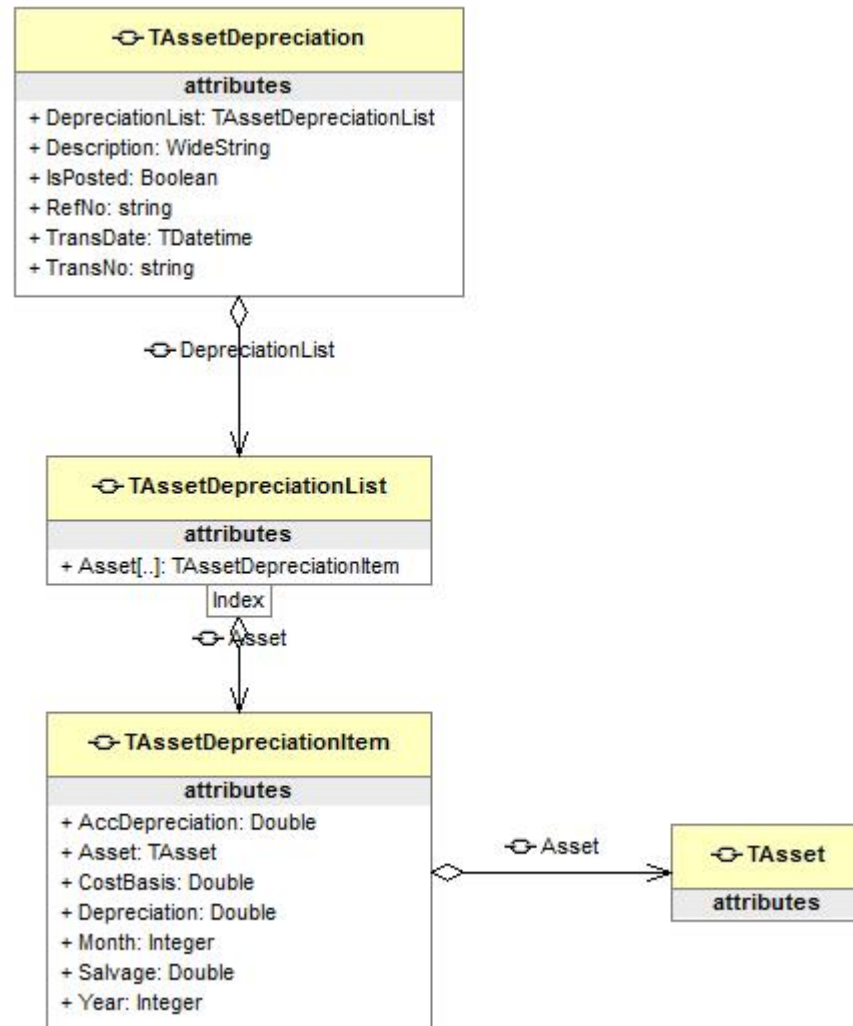 TAssetDepreciation
attributes
+ DepreciationList: TAssetDepreciationList
+ Description: WideString
+ IsPosted: Boolean
+ RefNo: string
+ TransDate: TDatetime
+ TransNo: string
DepreciationList
TAssetDepreciationList
attributes
+ Asset[..]: TAssetDepreciationItem
Index
Asset
TAssetDepreciationItem
attributes
+ AccDepreciation: Double
+ Asset: TAsset
+ CostBasis: Double
+ Depreciation: Double
+ Month: Integer
+ Salvage: Double
+ Year: Integer
Asset
TAsset
attributes